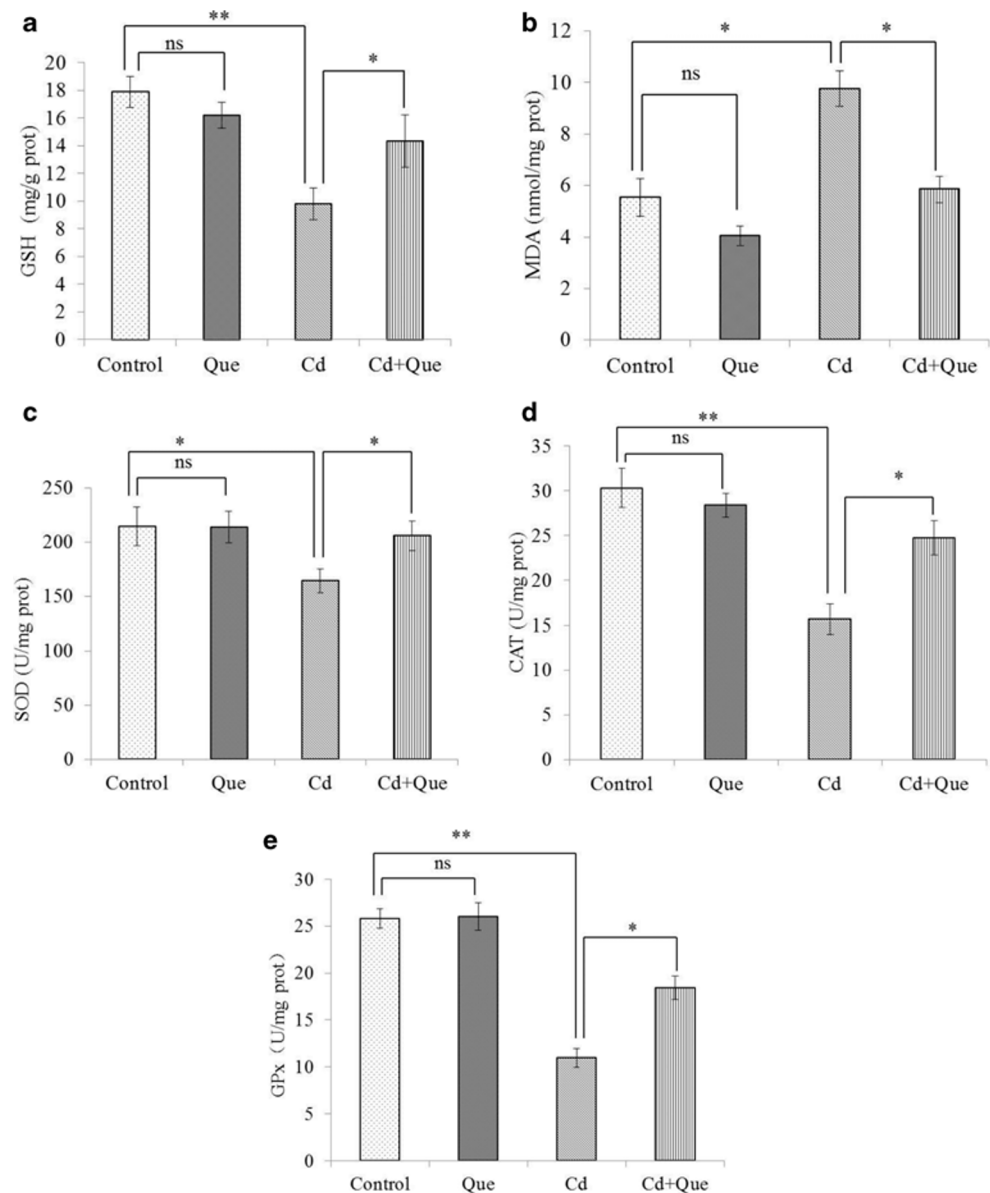 a
**
ns
*
GSH (mg/g prot)
20
18
16
14
12
10
8
6
4
2
0
Control Que Cd Cd+Que
b
*
*
ns
MDA (nmol/mg prot)
12
10
8
6
4
2
0
Control Que Cd Cd+Que
c
*
*
ns
SOD (U/mg prot)
250
200
150
100
50
0
Control Que Cd Cd+Que
d
**
ns
*
CAT (U/mg prot)
35
30
25
20
15
10
5
0
Control Que Cd Cd+Que
e
**
ns
*
GPx (U/mg prot)
30
25
20
15
10
5
0
Control Que Cd Cd+Que